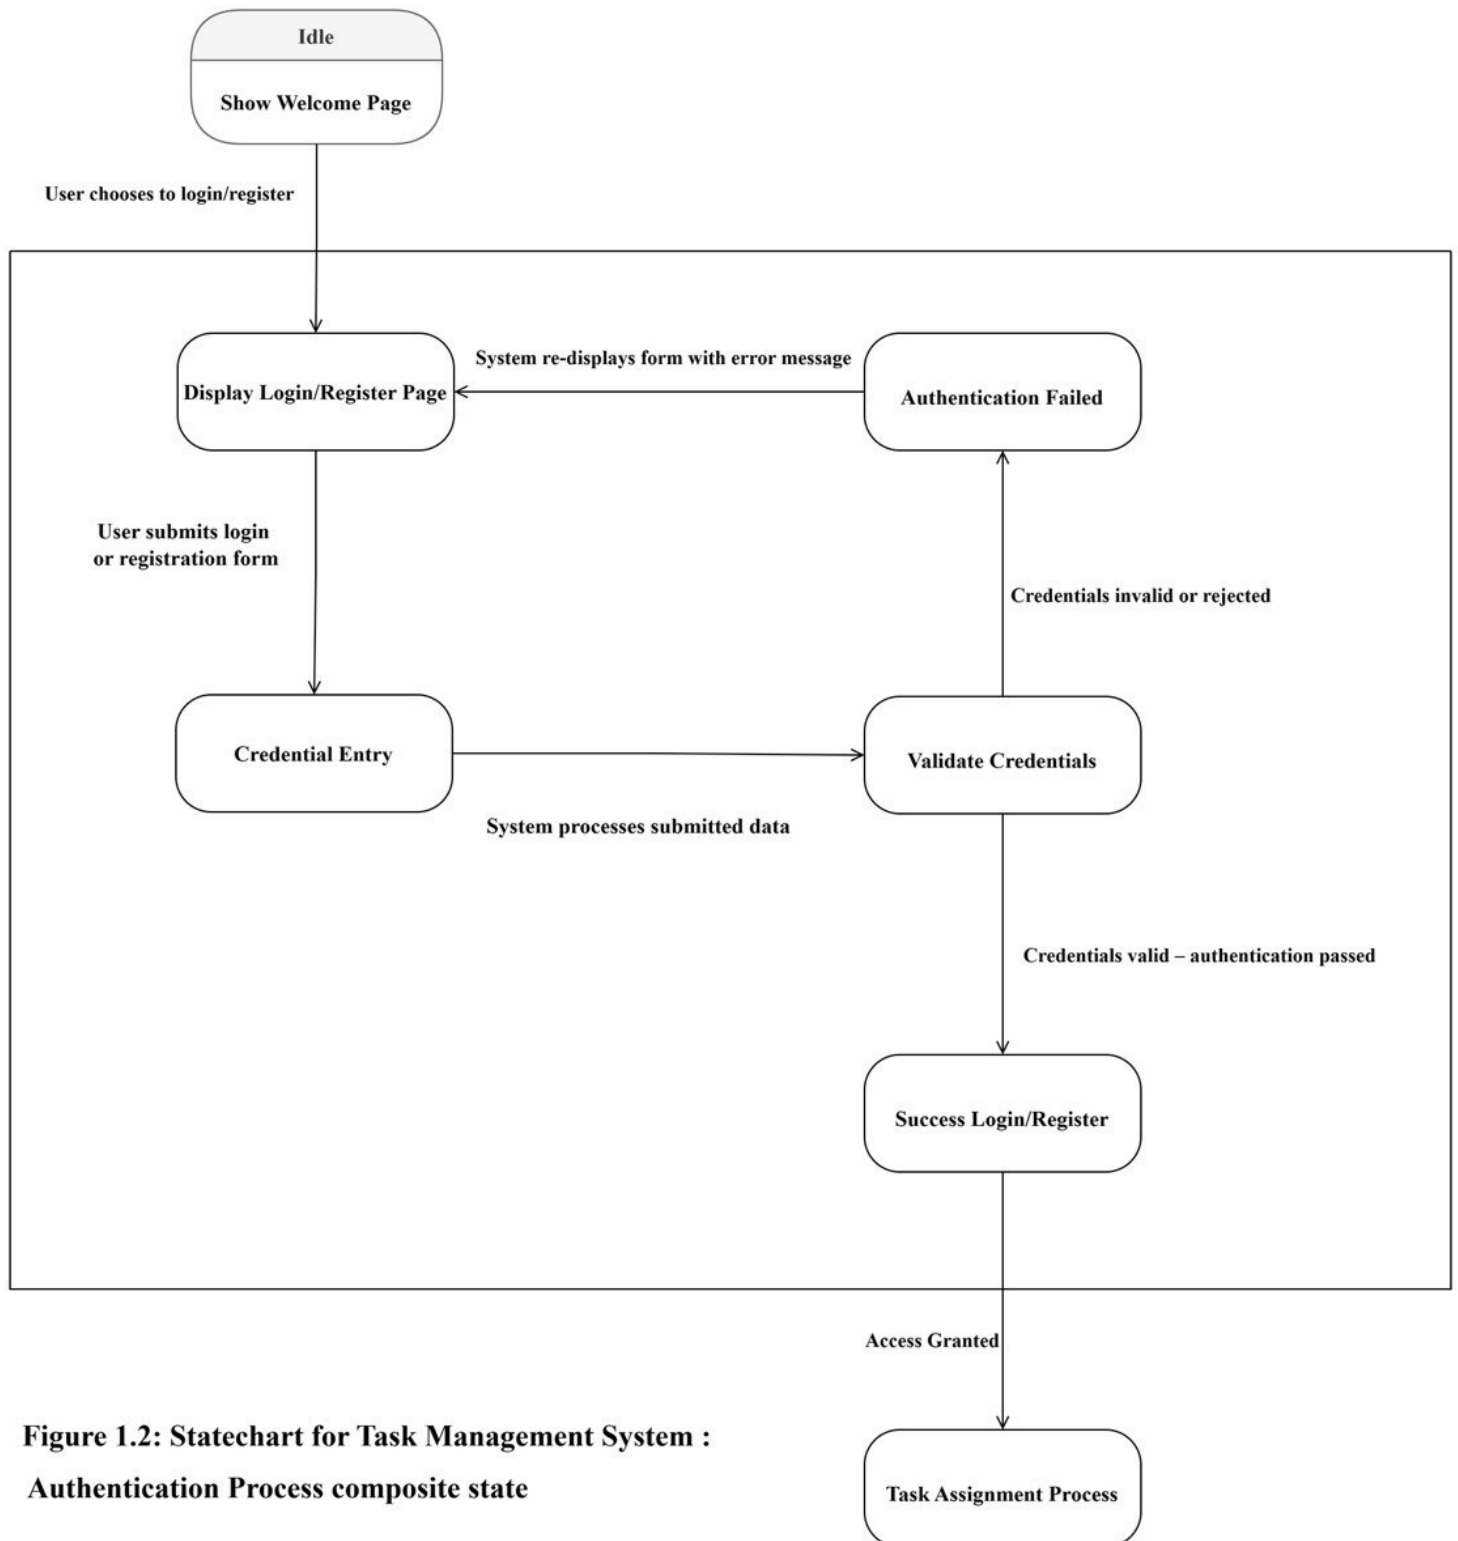 Idle
Show Welcome Page
User chooses to login/register
System re-displays form with error message
Display Login/Register Page
Authentication Failed
User submits login
or registration form
Credentials invalid or rejected
Credential Entry
Validate Credentials
System processes submitted data
Credentials valid – authentication passed
Success Login/Register
Access Granted
Figure 1.2: Statechart for Task Management System :
Authentication Process composite state
Task Assignment Process